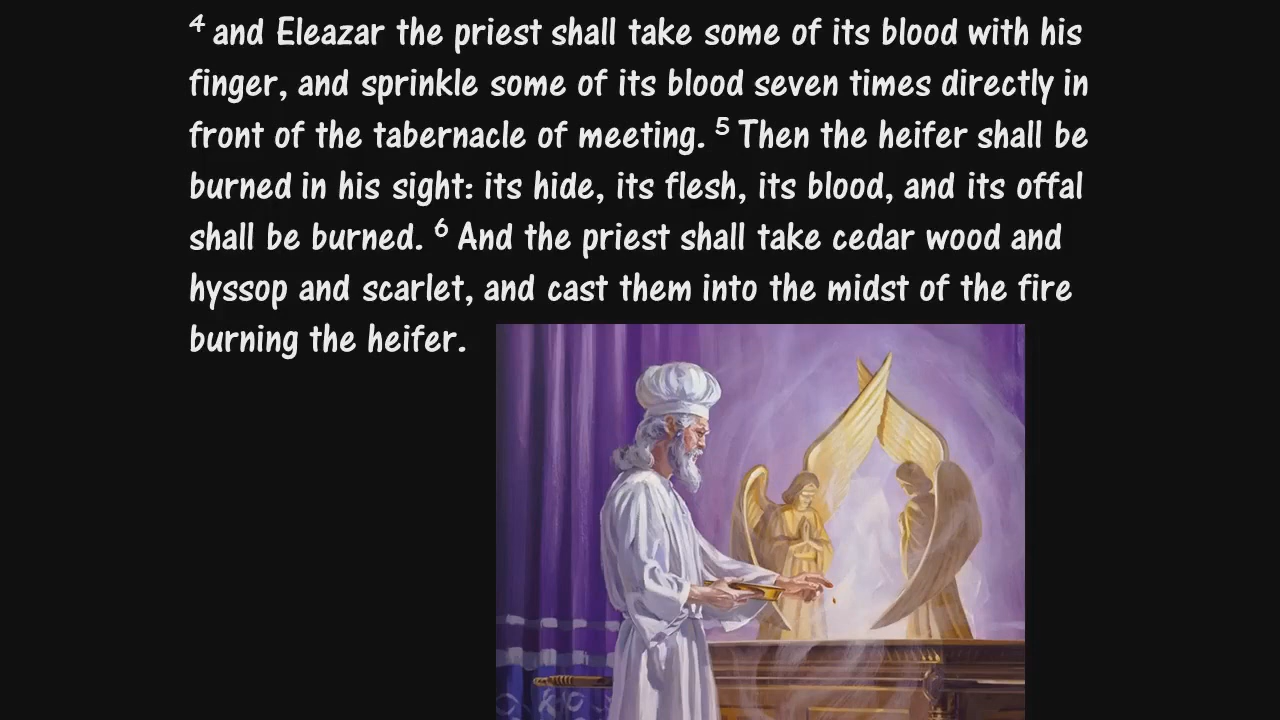 4 and Eleazar the priest shall take some of its blood with his
finger, and sprinkle some of its blood seven times directly in
front of the tabernacle of meeting. 5 Then the heifer shall be
burned in his sight: its hide, its flesh, its blood, and its offal
shall be burned. 6 And the priest shall take cedar wood and
hyssop and scarlet, and cast them into the midst of the fire
burning the heifer.